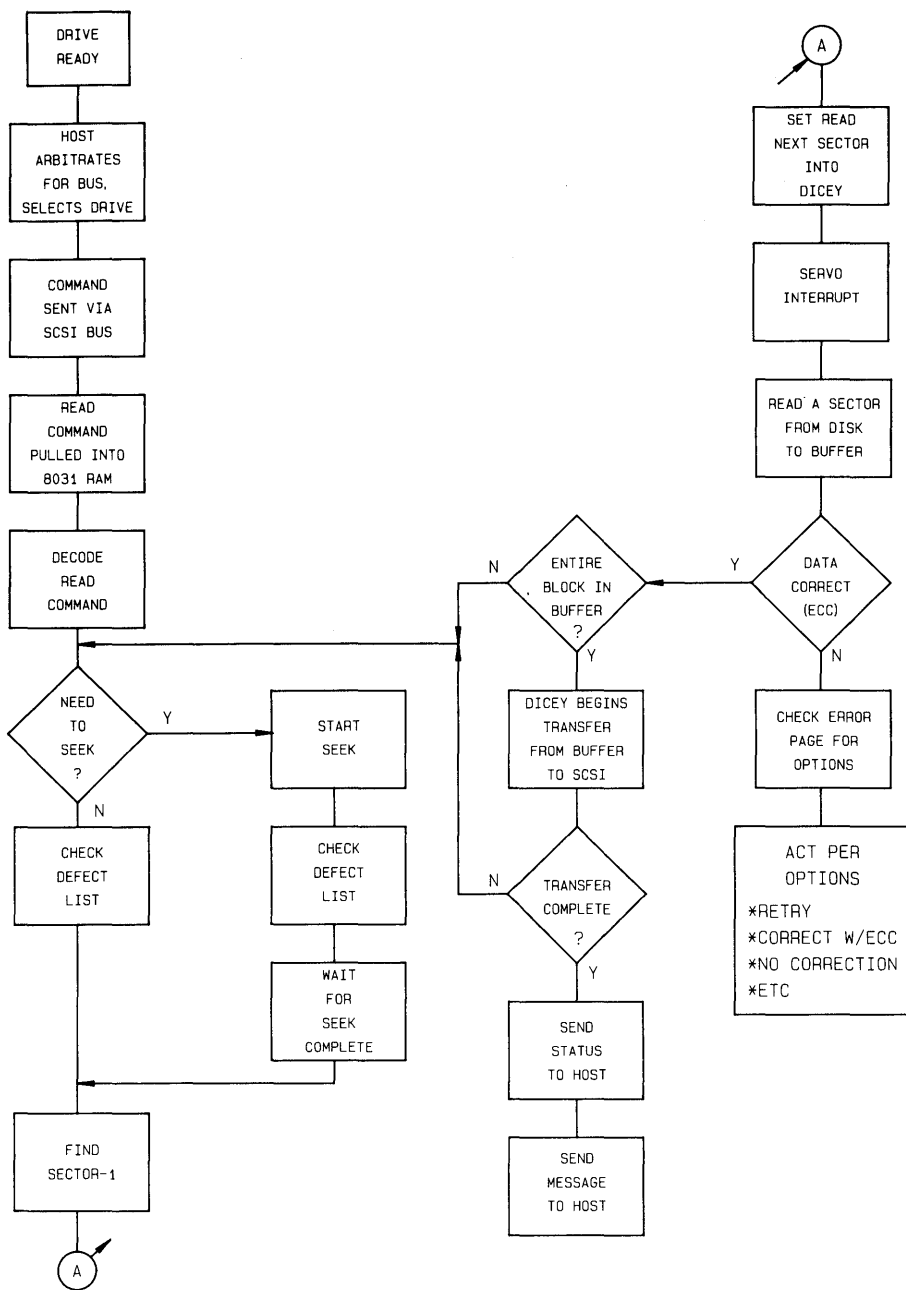 DRIVE
READY
HOST
ARBITRATES
FOR BUS,
SELECTS DRIVE
COMMAND
SENT VIA
SCSI BUS
READ
COMMAND
PULLED INTO
8031 RAM
DECODE
READ
COMMAND
NEED
TO
SEEK
?
Y
N
START
SEEK
CHECK
DEFECT
LIST
CHECK
DEFECT
LIST
WAIT
FOR
SEEK
COMPLETE
FIND
SECTOR-1
A
A
SET READ
NEXT SECTOR
INTO
DICEY
SERVO
INTERRUPT
READ A SECTOR
FROM DISK
TO BUFFER
DATA
CORRECT
(ECC)
Y
N
ENTIRE
BLOCK IN
BUFFER
?
N
Y
DICEY BEGINS
TRANSFER
FROM BUFFER
TO SCSI
TRANSFER
COMPLETE
?
N
Y
SEND
STATUS
TO HOST
SEND
MESSAGE
TO HOST
CHECK ERROR
PAGE FOR
OPTIONS
ACT PER
OPTIONS
*RETRY
*CORRECT W/ECC
*NO CORRECTION
*ETC